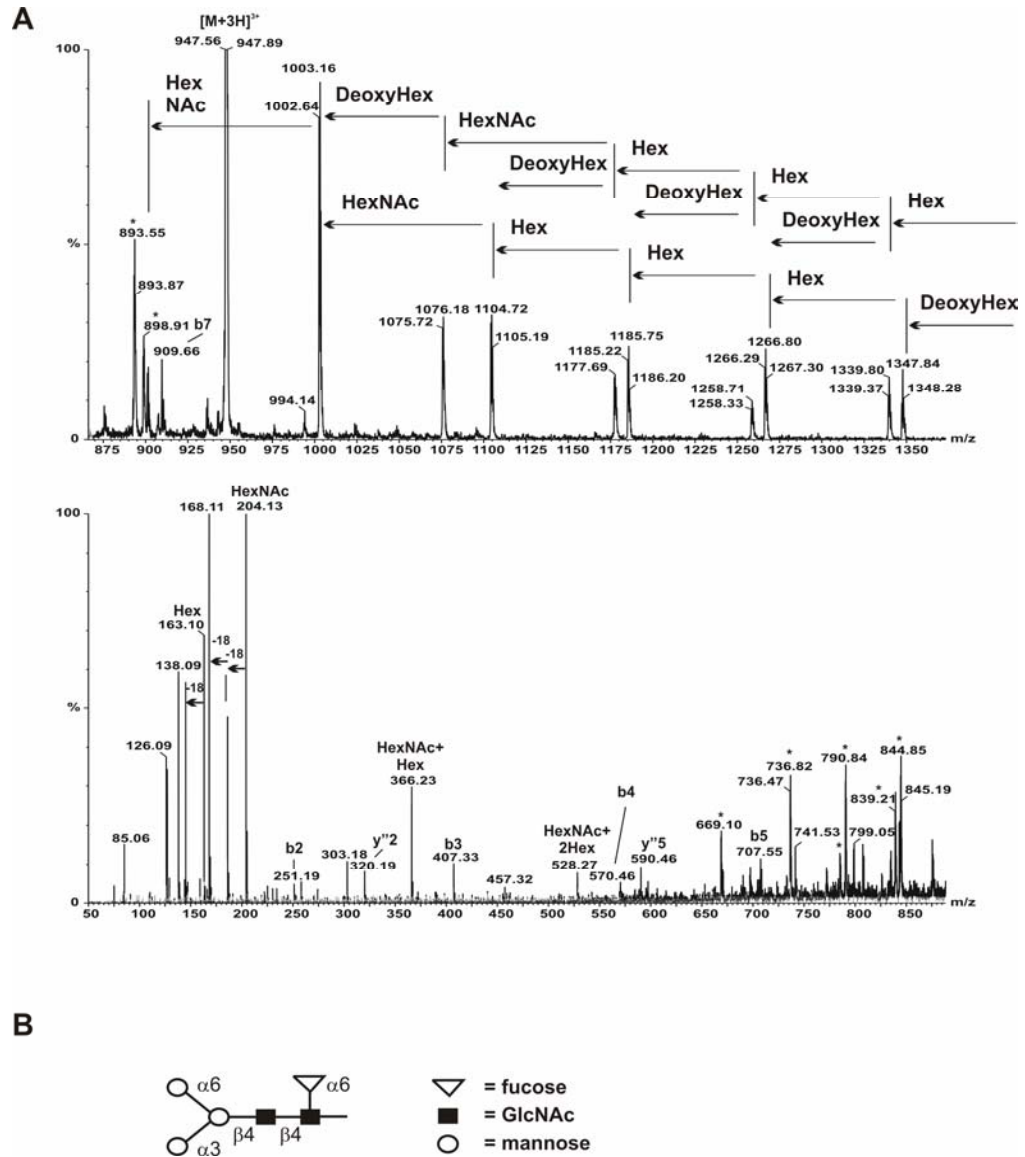 A
[M+3H]³⁺
947.56 947.89
100
1003.16
Hex
NAc
1002.64
DeoxyHex
HexNAc
Hex
DeoxyHex
Hex
DeoxyHex
Hex
DeoxyHex
HexNAc
Hex
Hex
Hex
DeoxyHex
%
*
893.55
893.87
*
898.91
b7
909.66
994.14
1076.18
1075.72
1104.72
1105.19
1177.69
1185.75
1185.22
1186.20
1258.71
1258.33
1266.80
1266.29
1267.30
1339.80
1339.37
1347.84
1348.28
0
875 900 925 950 975 1000 1025 1050 1075 1100 1125 1150 1175 1200 1225 1250 1275 1300 1325 1350
m/z
100
168.11
HexNAc
204.13
Hex
163.10
-18
-18
138.09
-18
%
126.09
85.06
b2
251.19
303.18
y"2
320.19
HexNAc+
Hex
366.23
b3
407.33
457.32
HexNAc+
2Hex
528.27
b4
570.46
y"5
590.46
*
669.10
*
736.82
736.47
741.53
b5
707.55
*
790.84
*
799.05
*
839.21
*
844.85
845.19
0
50 100 150 200 250 300 350 400 450 500 550 600 650 700 750 800 850
m/z
B
α6
α6
α3
β4
β4
= fucose
= GlcNAc
= mannose